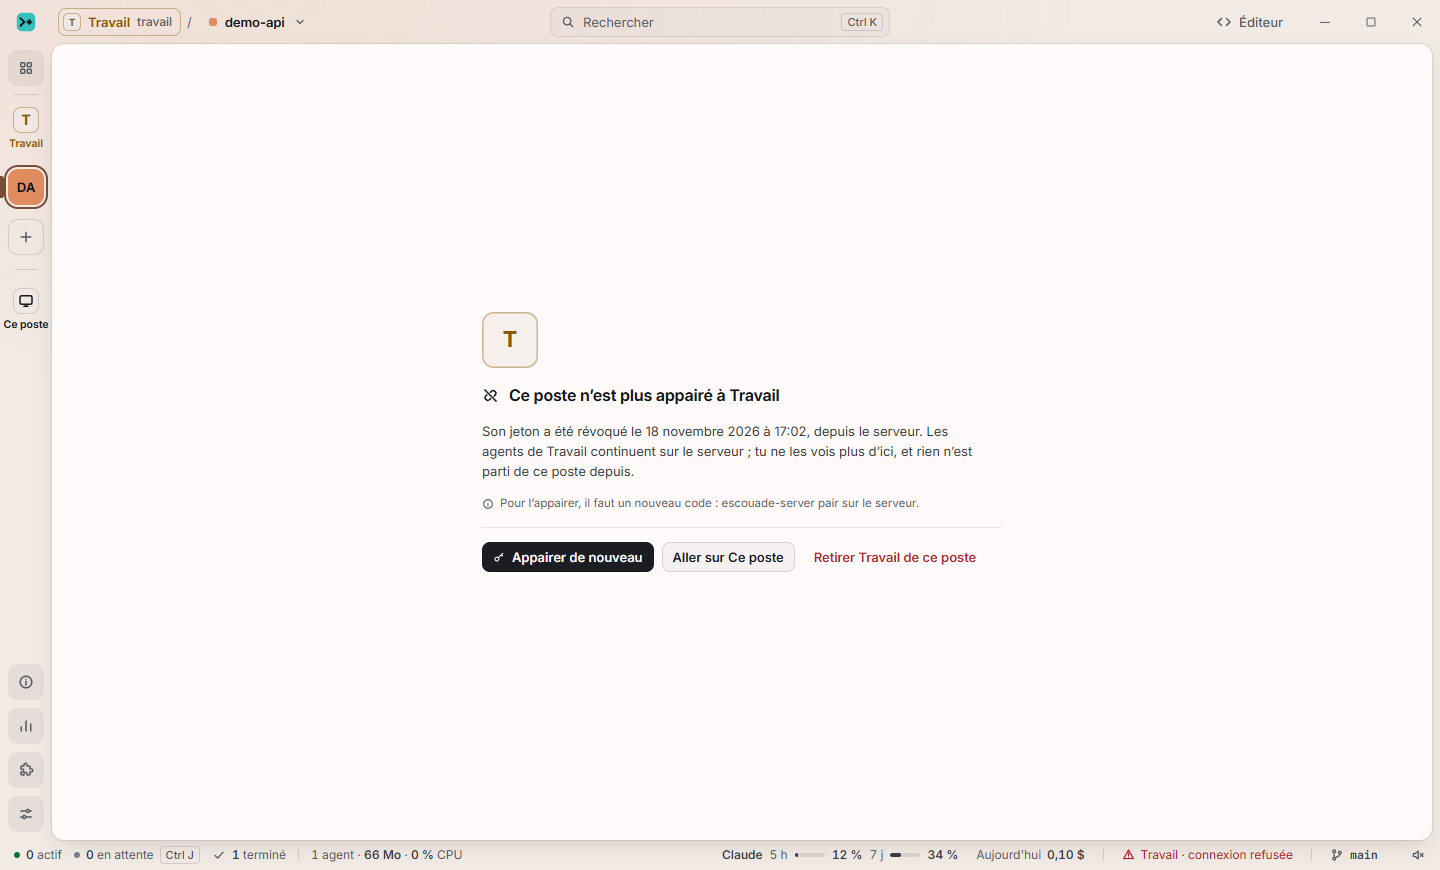 T Travail travail / demo-api
Rechercher Ctrl K
Éditeur
T
Travail
DA
Ce poste
T
Ce poste n’est plus appairé à Travail
Son jeton a été révoqué le 18 novembre 2026 à 17:02, depuis le serveur. Les
agents de Travail continuent sur le serveur ; tu ne les vois plus d’ici, et rien n’est
parti de ce poste depuis.
Pour l’appairer, il faut un nouveau code : escouade-server pair sur le serveur.
Appairer de nouveau
Aller sur Ce poste
Retirer Travail de ce poste
0 actif 0 en attente Ctrl J 1 terminé 1 agent · 66 Mo · 0 % CPU
Claude 5 h 12 % 7 j 34 % Aujourd'hui 0,10 $ Travail · connexion refusée main